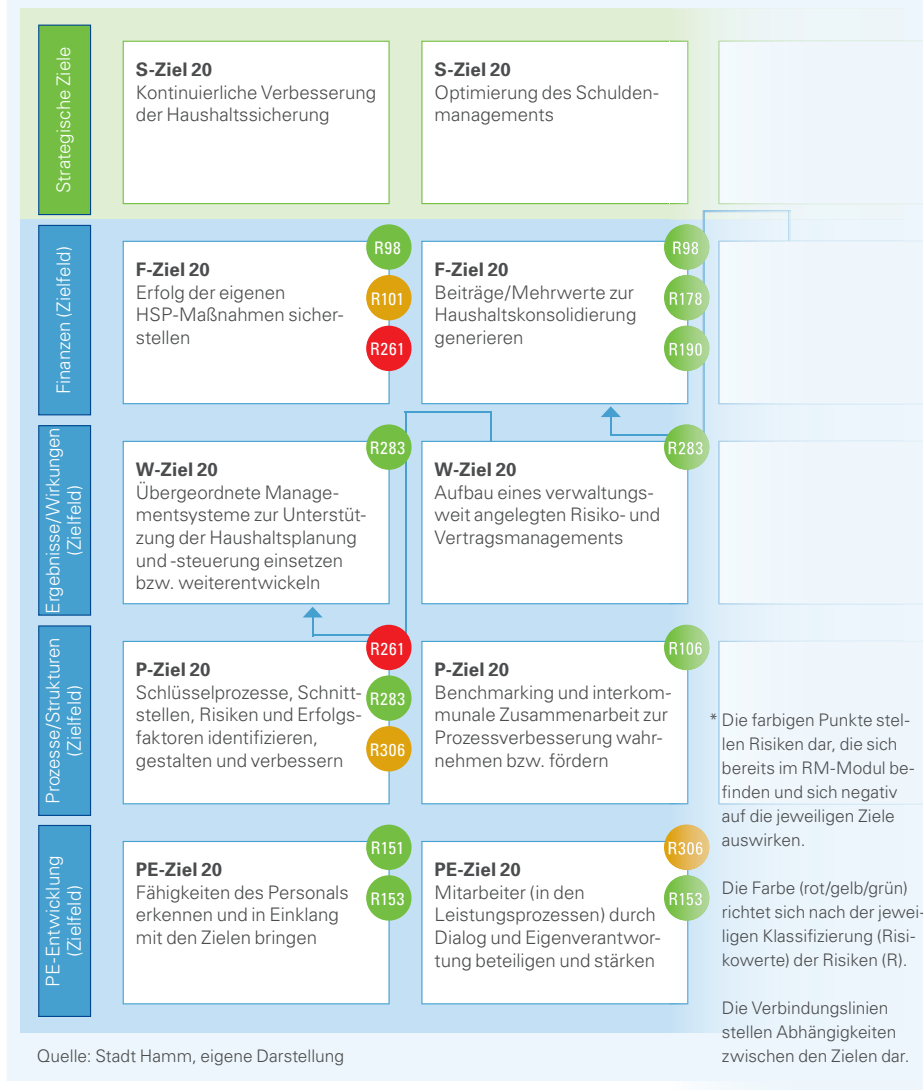 Strategische Ziele
S-Ziel 20
Kontinuierliche Verbesserung
der Haushaltssicherung
S-Ziel 20
Optimierung des Schulden-
managements
Finanzen (Zielfeld)
F-Ziel 20
Erfolg der eigenen
HSP-Maßnahmen sicher-
stellen
R98
R101
R261
F-Ziel 20
Beiträge/Mehrwerte zur
Haushaltskonsolidierung
generieren
R98
R178
R190
Ergebnisse/Wirkungen
(Zielfeld)
W-Ziel 20
Übergeordnete Manage-
mentsysteme zur Unterstüt-
zung der Haushaltsplanung
und -steuerung einsetzen
bzw. weiterentwickeln
R283
W-Ziel 20
Aufbau eines verwaltungs-
weit angelegten Risiko- und
Vertragsmanagements
R283
Prozesse/Strukturen
(Zielfeld)
P-Ziel 20
Schlüsselprozesse, Schnitt-
stellen, Risiken und Erfolgs-
faktoren identifizieren,
gestalten und verbessern
R261
R283
R306
P-Ziel 20
Benchmarking und interkom-
munale Zusammenarbeit zur
Prozessverbesserung wahr-
nehmen bzw. fördern
R106
PE-Entwicklung
(Zielfeld)
PE-Ziel 20
Fähigkeiten des Personals
erkennen und in Einklang
mit den Zielen bringen
R151
R153
PE-Ziel 20
Mitarbeiter (in den
Leistungsprozessen) durch
Dialog und Eigenverantwor-
tung beteiligen und stärken
R306
R153
* Die farbigen Punkte stel-
len Risiken dar, die sich
bereits im RM-Modul be-
finden und sich negativ
auf die jeweiligen Ziele
auswirken.
Die Farbe (rot/gelb/grün)
richtet sich nach der jewei-
ligen Klassifizierung (Risi-
kowerte) der Risiken (R).
Die Verbindungslinien
stellen Abhängigkeiten
zwischen den Zielen dar.
Quelle: Stadt Hamm, eigene Darstellung